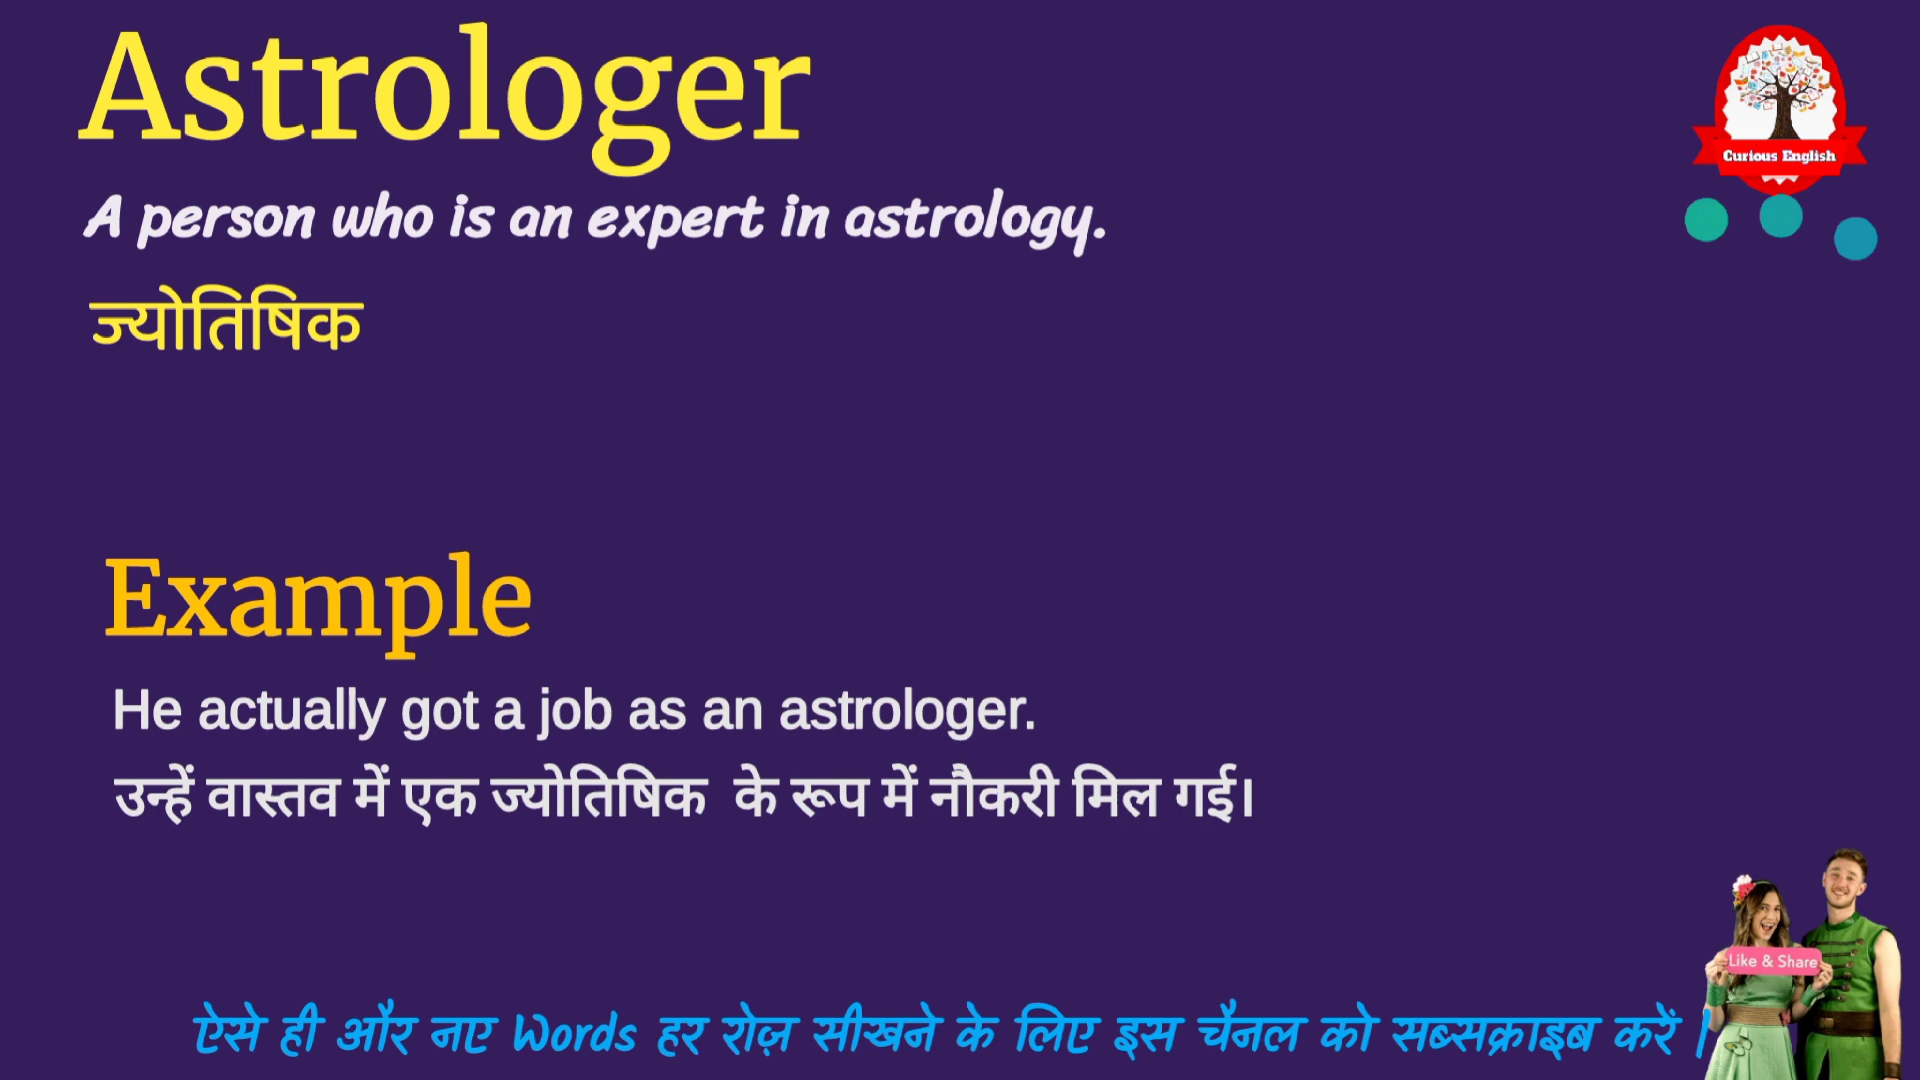 Astrologer
Curious English
A person who is an expert in astrology.
ज्योतिषिक
Example
He actually got a job as an astrologer.
उन्हें वास्तव में एक ज्योतिषिक के रूप में नौकरी मिल गई।
Like & Share
ऐसे ही और नए Words हर रोज़ सीखने के लिए इस चैनल को सब्सक्राइब करें |